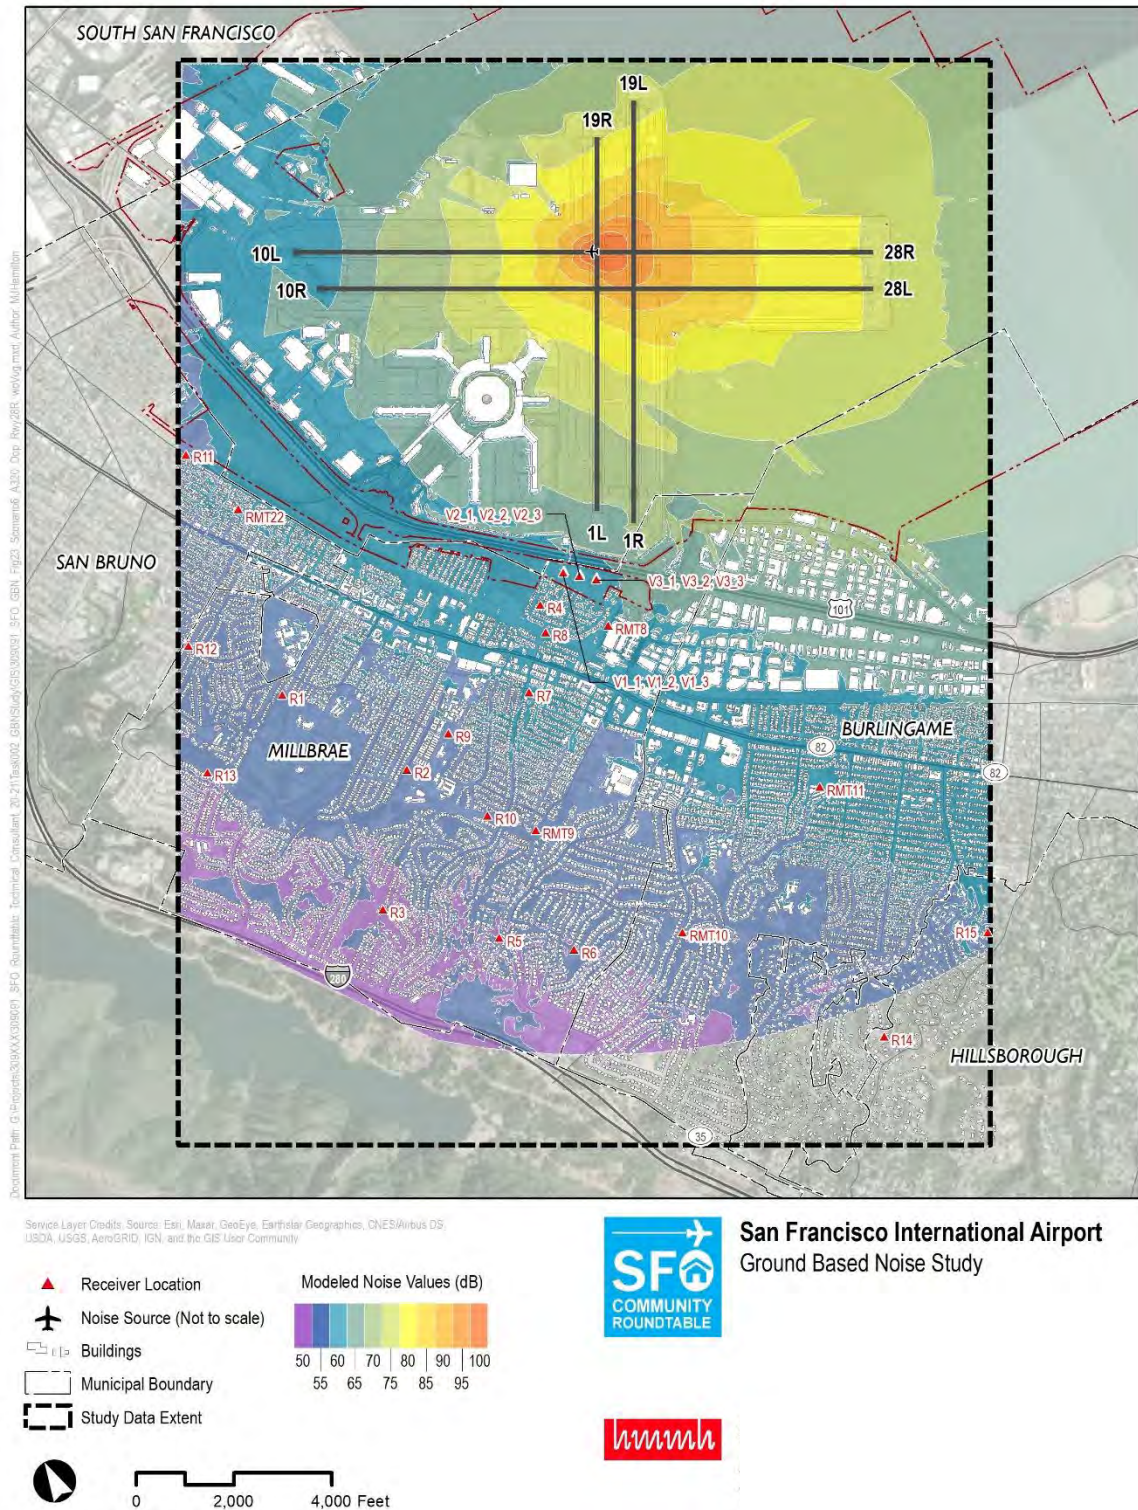 SOUTH SAN FRANCISCO
19L
19R
10L
28R
10R
28L
R11
V2_1, V2_2, V2_3
RMT22
1L
1R
SAN BRUNO
V3_1, V3_2, V3_3
101
R4
RMT8
R8
R12
V1_1, V1_2, V1_3
R1
R7
BURLINGAME
MILLBRAE
R9
82
R2
82
R13
RMT11
R10
RMT9
R3
R5
RMT10
R15
R6
280
R14
HILLSBOROUGH
35
Service Layer Credits: Source: Esri, Maxar, GeoEye, Earthstar Geographics, CNES/Airbus DS,
USDA, USGS, AeroGRID, IGN, and the GIS User Community
San Francisco International Airport
Ground Based Noise Study
SFO
COMMUNITY
ROUNDTABLE
hmmh
Receiver Location
Noise Source (Not to scale)
Buildings
Municipal Boundary
Study Data Extent
Modeled Noise Values (dB)
50 60 70 80 90 100
55 65 75 85 95
0 2,000 4,000 Feet